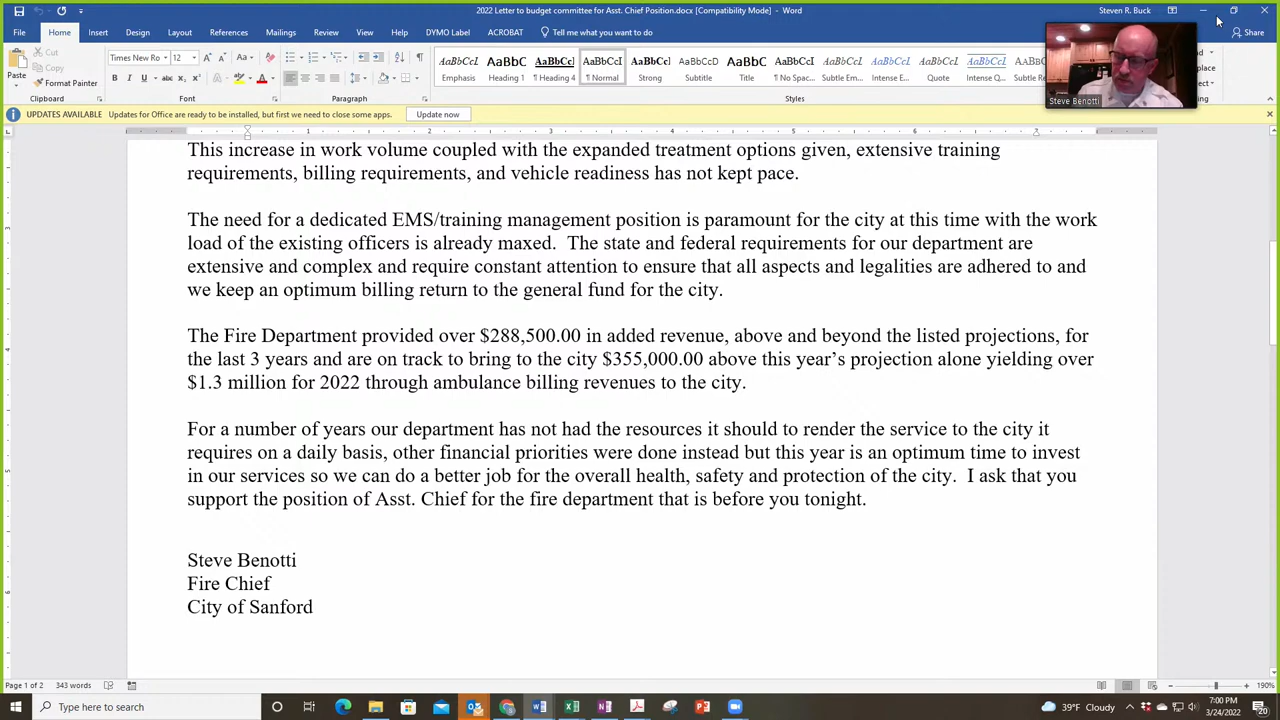 2022 Letter to budget committee for Asst. Chief Position.docx [Compatibility Mode] - Word
Steven R. Buck
File Home Insert Design Layout References Mailings Review View Help DYMO Label ACROBAT Tell me what you want to do
Share
Cut
Copy
Format Painter
Paste
Clipboard
Times New Ro 12
Font
Paragraph
AaBbCcI AaBbC AaBbCc AaBbCcI AaBbCc AaBbCcD AaBbC AaBbCcI AaBbCcI AaBbCcI AaBbCcI AaBbCcI
Emphasis Heading 1 ¶ Heading 4 ¶ Normal Strong Subtitle Title ¶ No Spac... Subtle Em... Intense E... Quote Intense Q... Subtle Re
Styles
Steve Benotti
UPDATES AVAILABLE Updates for Office are ready to be installed, but first we need to close some apps. Update now
This increase in work volume coupled with the expanded treatment options given, extensive training
requirements, billing requirements, and vehicle readiness has not kept pace.
The need for a dedicated EMS/training management position is paramount for the city at this time with the work
load of the existing officers is already maxed. The state and federal requirements for our department are
extensive and complex and require constant attention to ensure that all aspects and legalities are adhered to and
we keep an optimum billing return to the general fund for the city.
The Fire Department provided over $288,500.00 in added revenue, above and beyond the listed projections, for
the last 3 years and are on track to bring to the city $355,000.00 above this year’s projection alone yielding over
$1.3 million for 2022 through ambulance billing revenues to the city.
For a number of years our department has not had the resources it should to render the service to the city it
requires on a daily basis, other financial priorities were done instead but this year is an optimum time to invest
in our services so we can do a better job for the overall health, safety and protection of the city. I ask that you
support the position of Asst. Chief for the fire department that is before you tonight.
Steve Benotti
Fire Chief
City of Sanford
Page 1 of 2 343 words
190%
Type here to search
39°F Cloudy
7:00 PM
3/24/2022